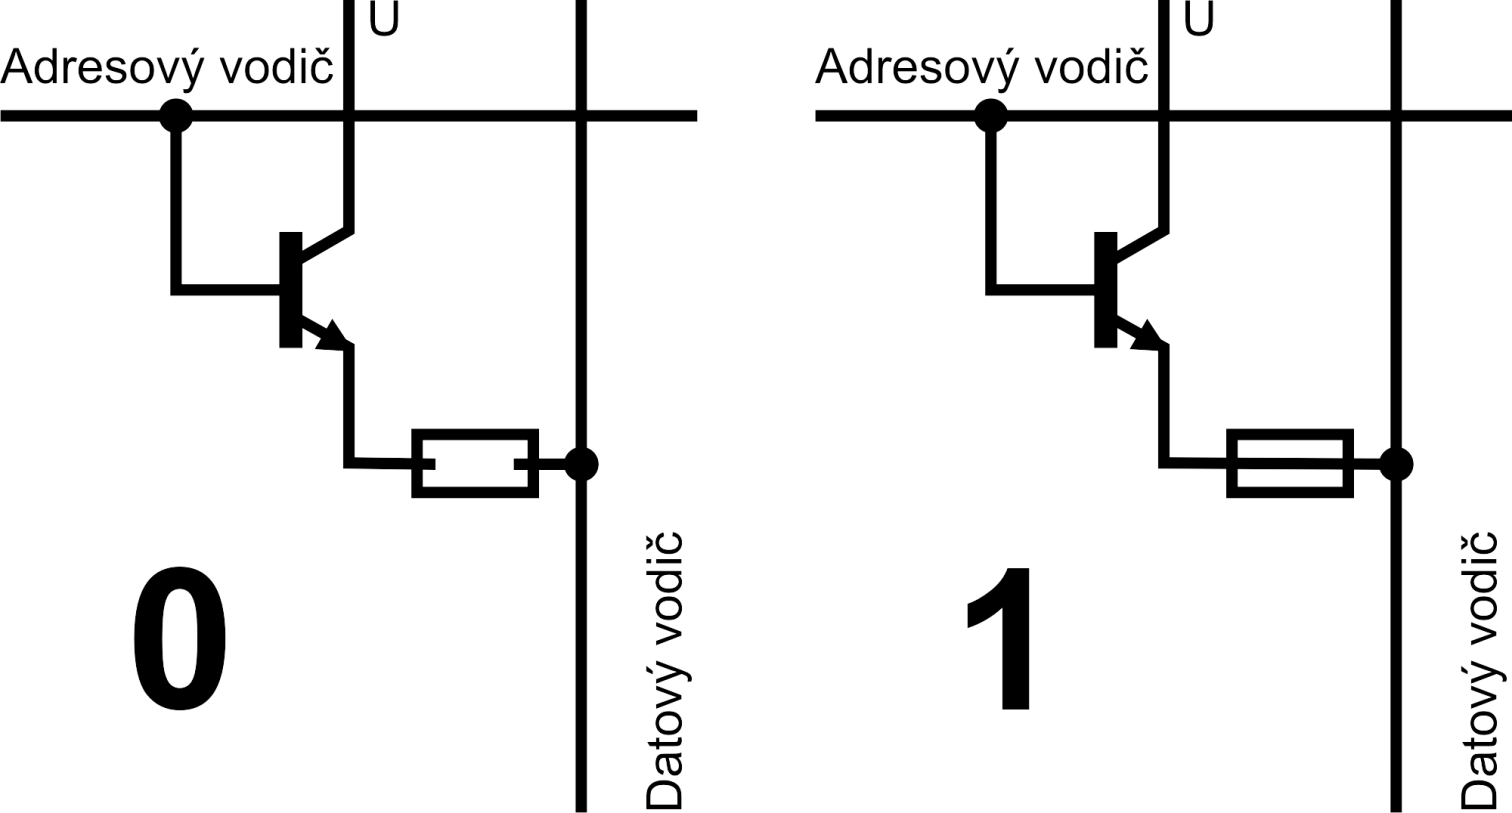 U
Adresový vodič
0
Datový vodič
U
Adresový vodič
1
Datový vodič